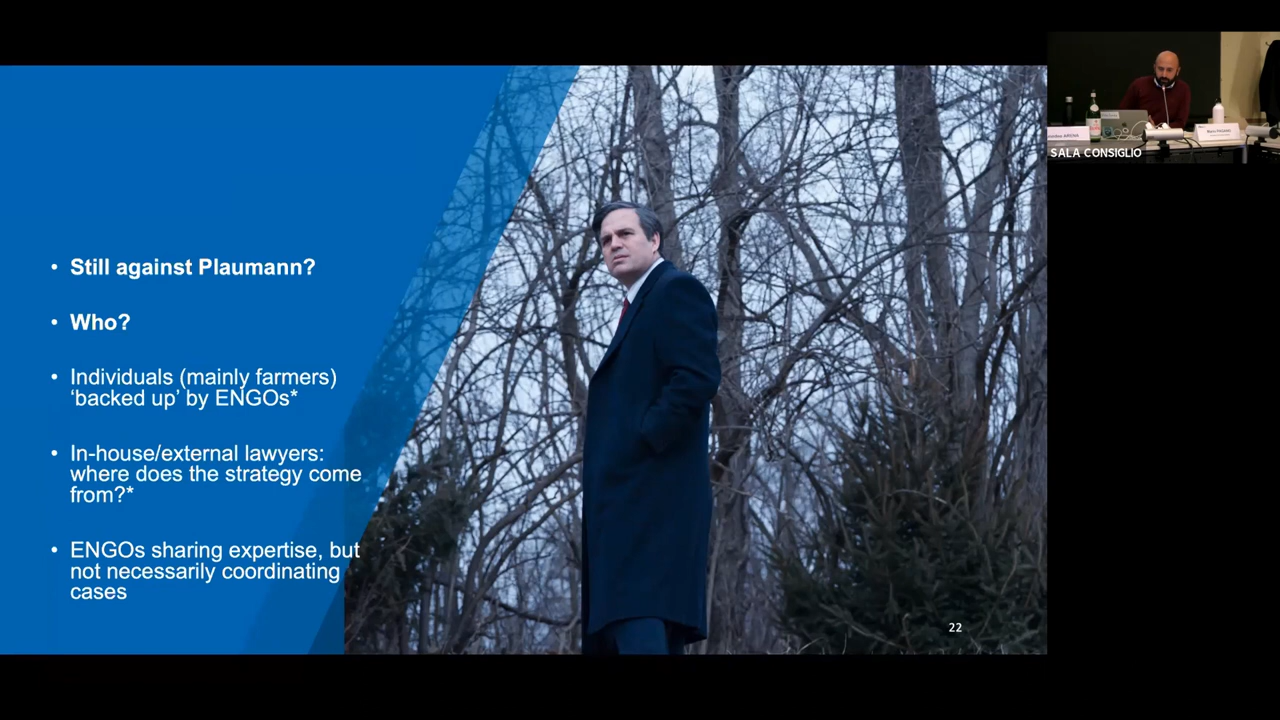 • Still against Plaumann?
• Who?
• Individuals (mainly farmers)
‘backed up’ by ENGOs*
• In-house/external lawyers:
where does the strategy come
from?*
• ENGOs sharing expertise, but
not necessarily coordinating
cases
22
SALA CONSIGLIO